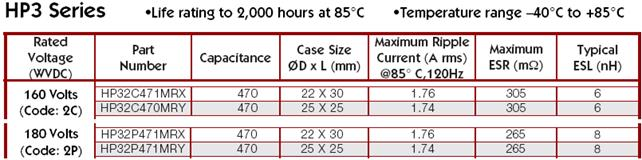 HP3 Series •Life rating to 2,000 hours at 85°C •Temperature range –40°C to +85°C
Rated Voltage (WVDC) Part Number Capacitance Case Size ØD x L (mm) Maximum Ripple Current (A rms) @85° C,120Hz Maximum ESR (mΩ) Typical ESL (nH)
160 Volts HP32C471MRX 470 22 X 30 1.76 305 6
(Code: 2C) HP32C470MRY 470 25 X 25 1.74 305 6
180 Volts HP32P471MRX 470 22 X 30 1.76 265 8
(Code: 2P) HP32P471MRY 470 25 X 25 1.74 265 8